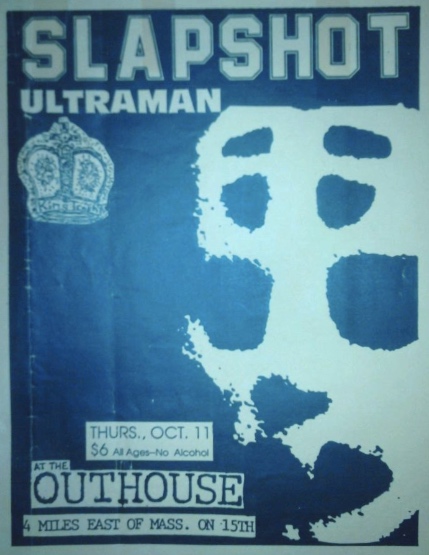 SLAPSHOT
ULTRAMAN
THURS., OCT. 11
$6 All Ages–No Alcohol
AT THE
OUTHOUSE
4 MILES EAST OF MASS. ON 15TH